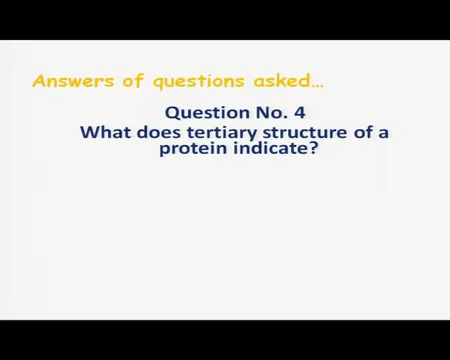 Answers of questions asked...
Question No. 4
What does tertiary structure of a
protein indicate?